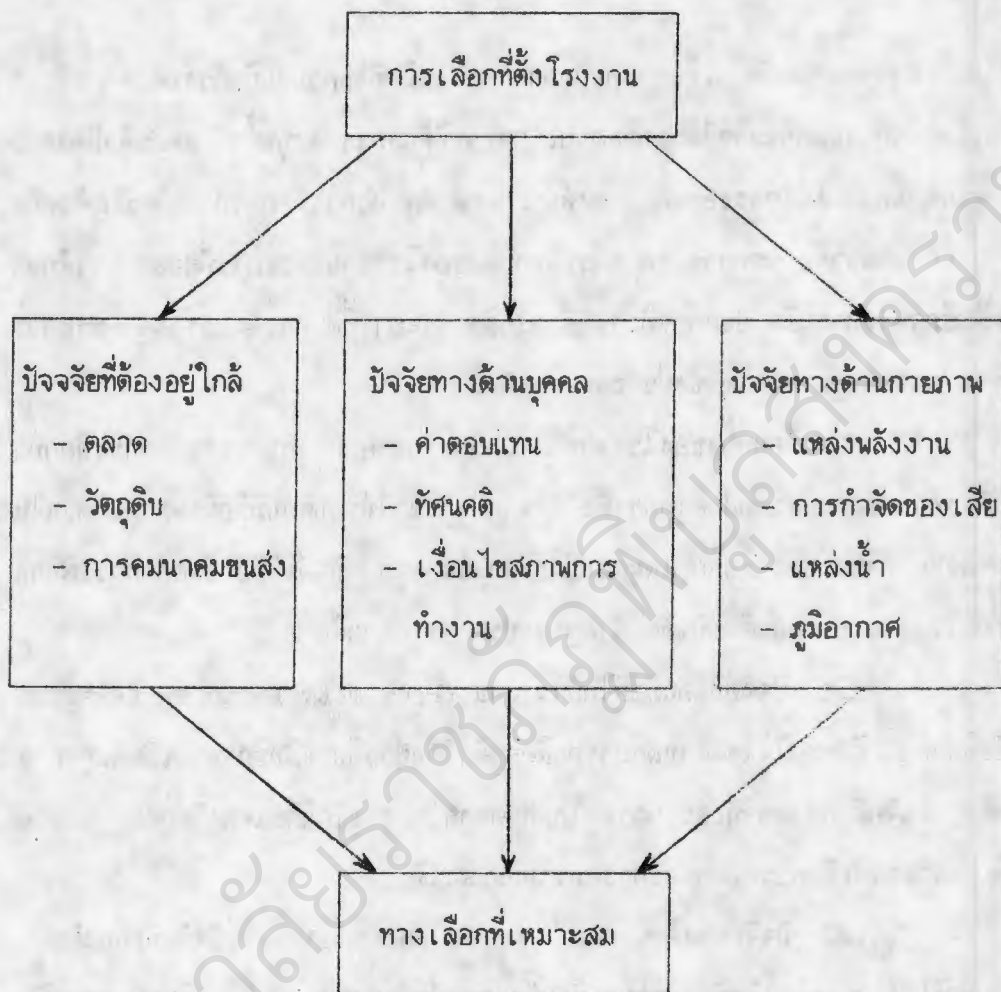 การเลือกที่ตั้งโรงงาน
ปัจจจัยที่ต้องอยู่ใกล้
- ตลาด
- วัตถุดิบ
- การคมนาคมขนส่ง
ปัจจัยทางด้านบุคคล
- ค่าตอบแทน
- ทัศนคติ
- เงื่อนไขสภาพการ
ทำงาน
ปัจจัยทางด้านกายภาพ
- แหล่งพลังงาน
- การกำจัดของเสีย
- แหล่งน้ำ
- ภูมิอากาศ
ทางเลือกที่เหมาะสม